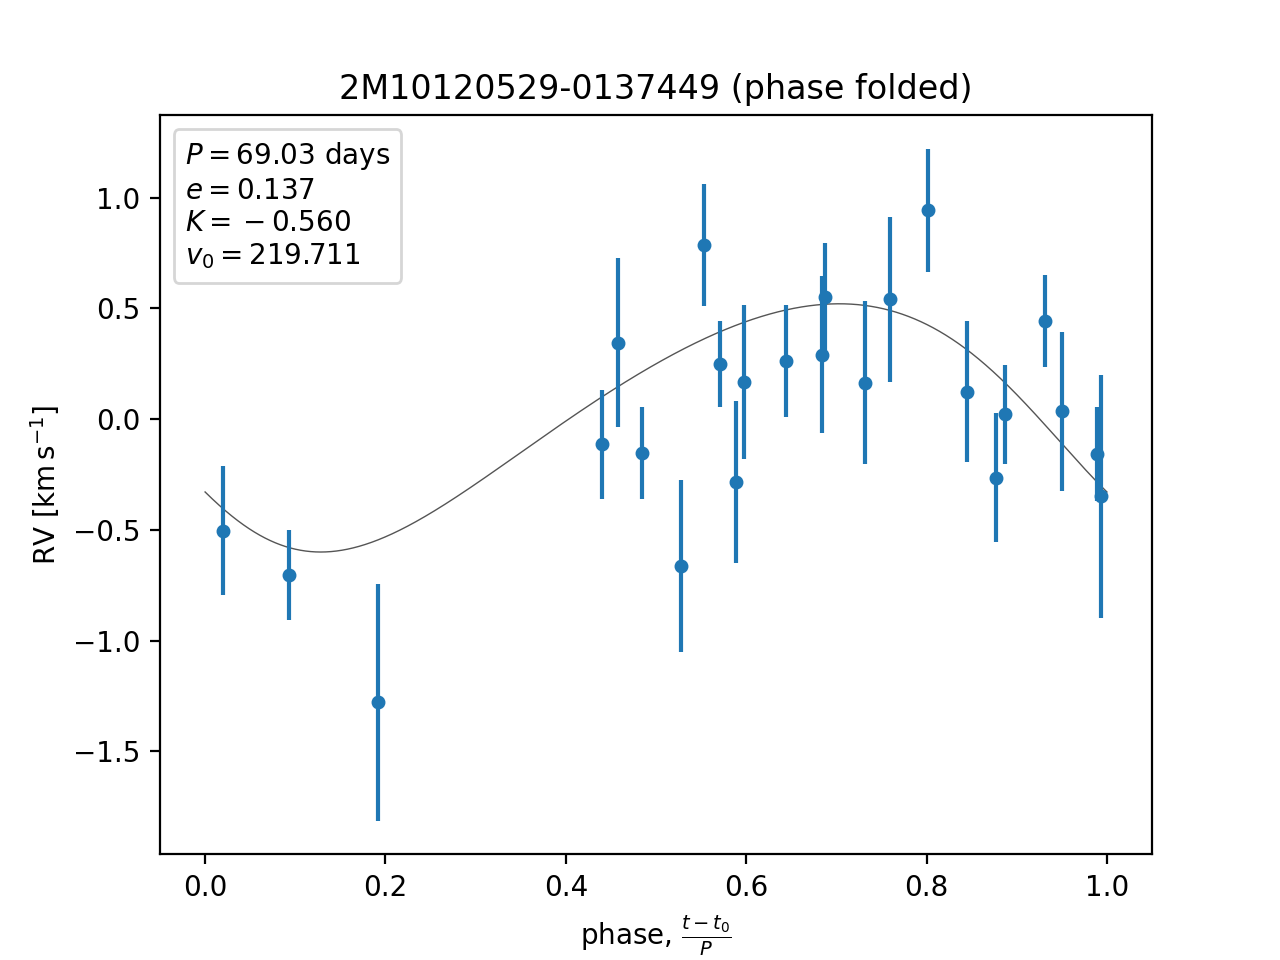 2M10120529-0137449 (phase folded)
P = 69.03 days
e = 0.137
K = −0.560
v₀ = 219.711
1.0
0.5
0.0
−0.5
−1.0
−1.5
RV [km s⁻¹]
0.0 0.2 0.4 0.6 0.8 1.0
phase, (t − t₀)/P